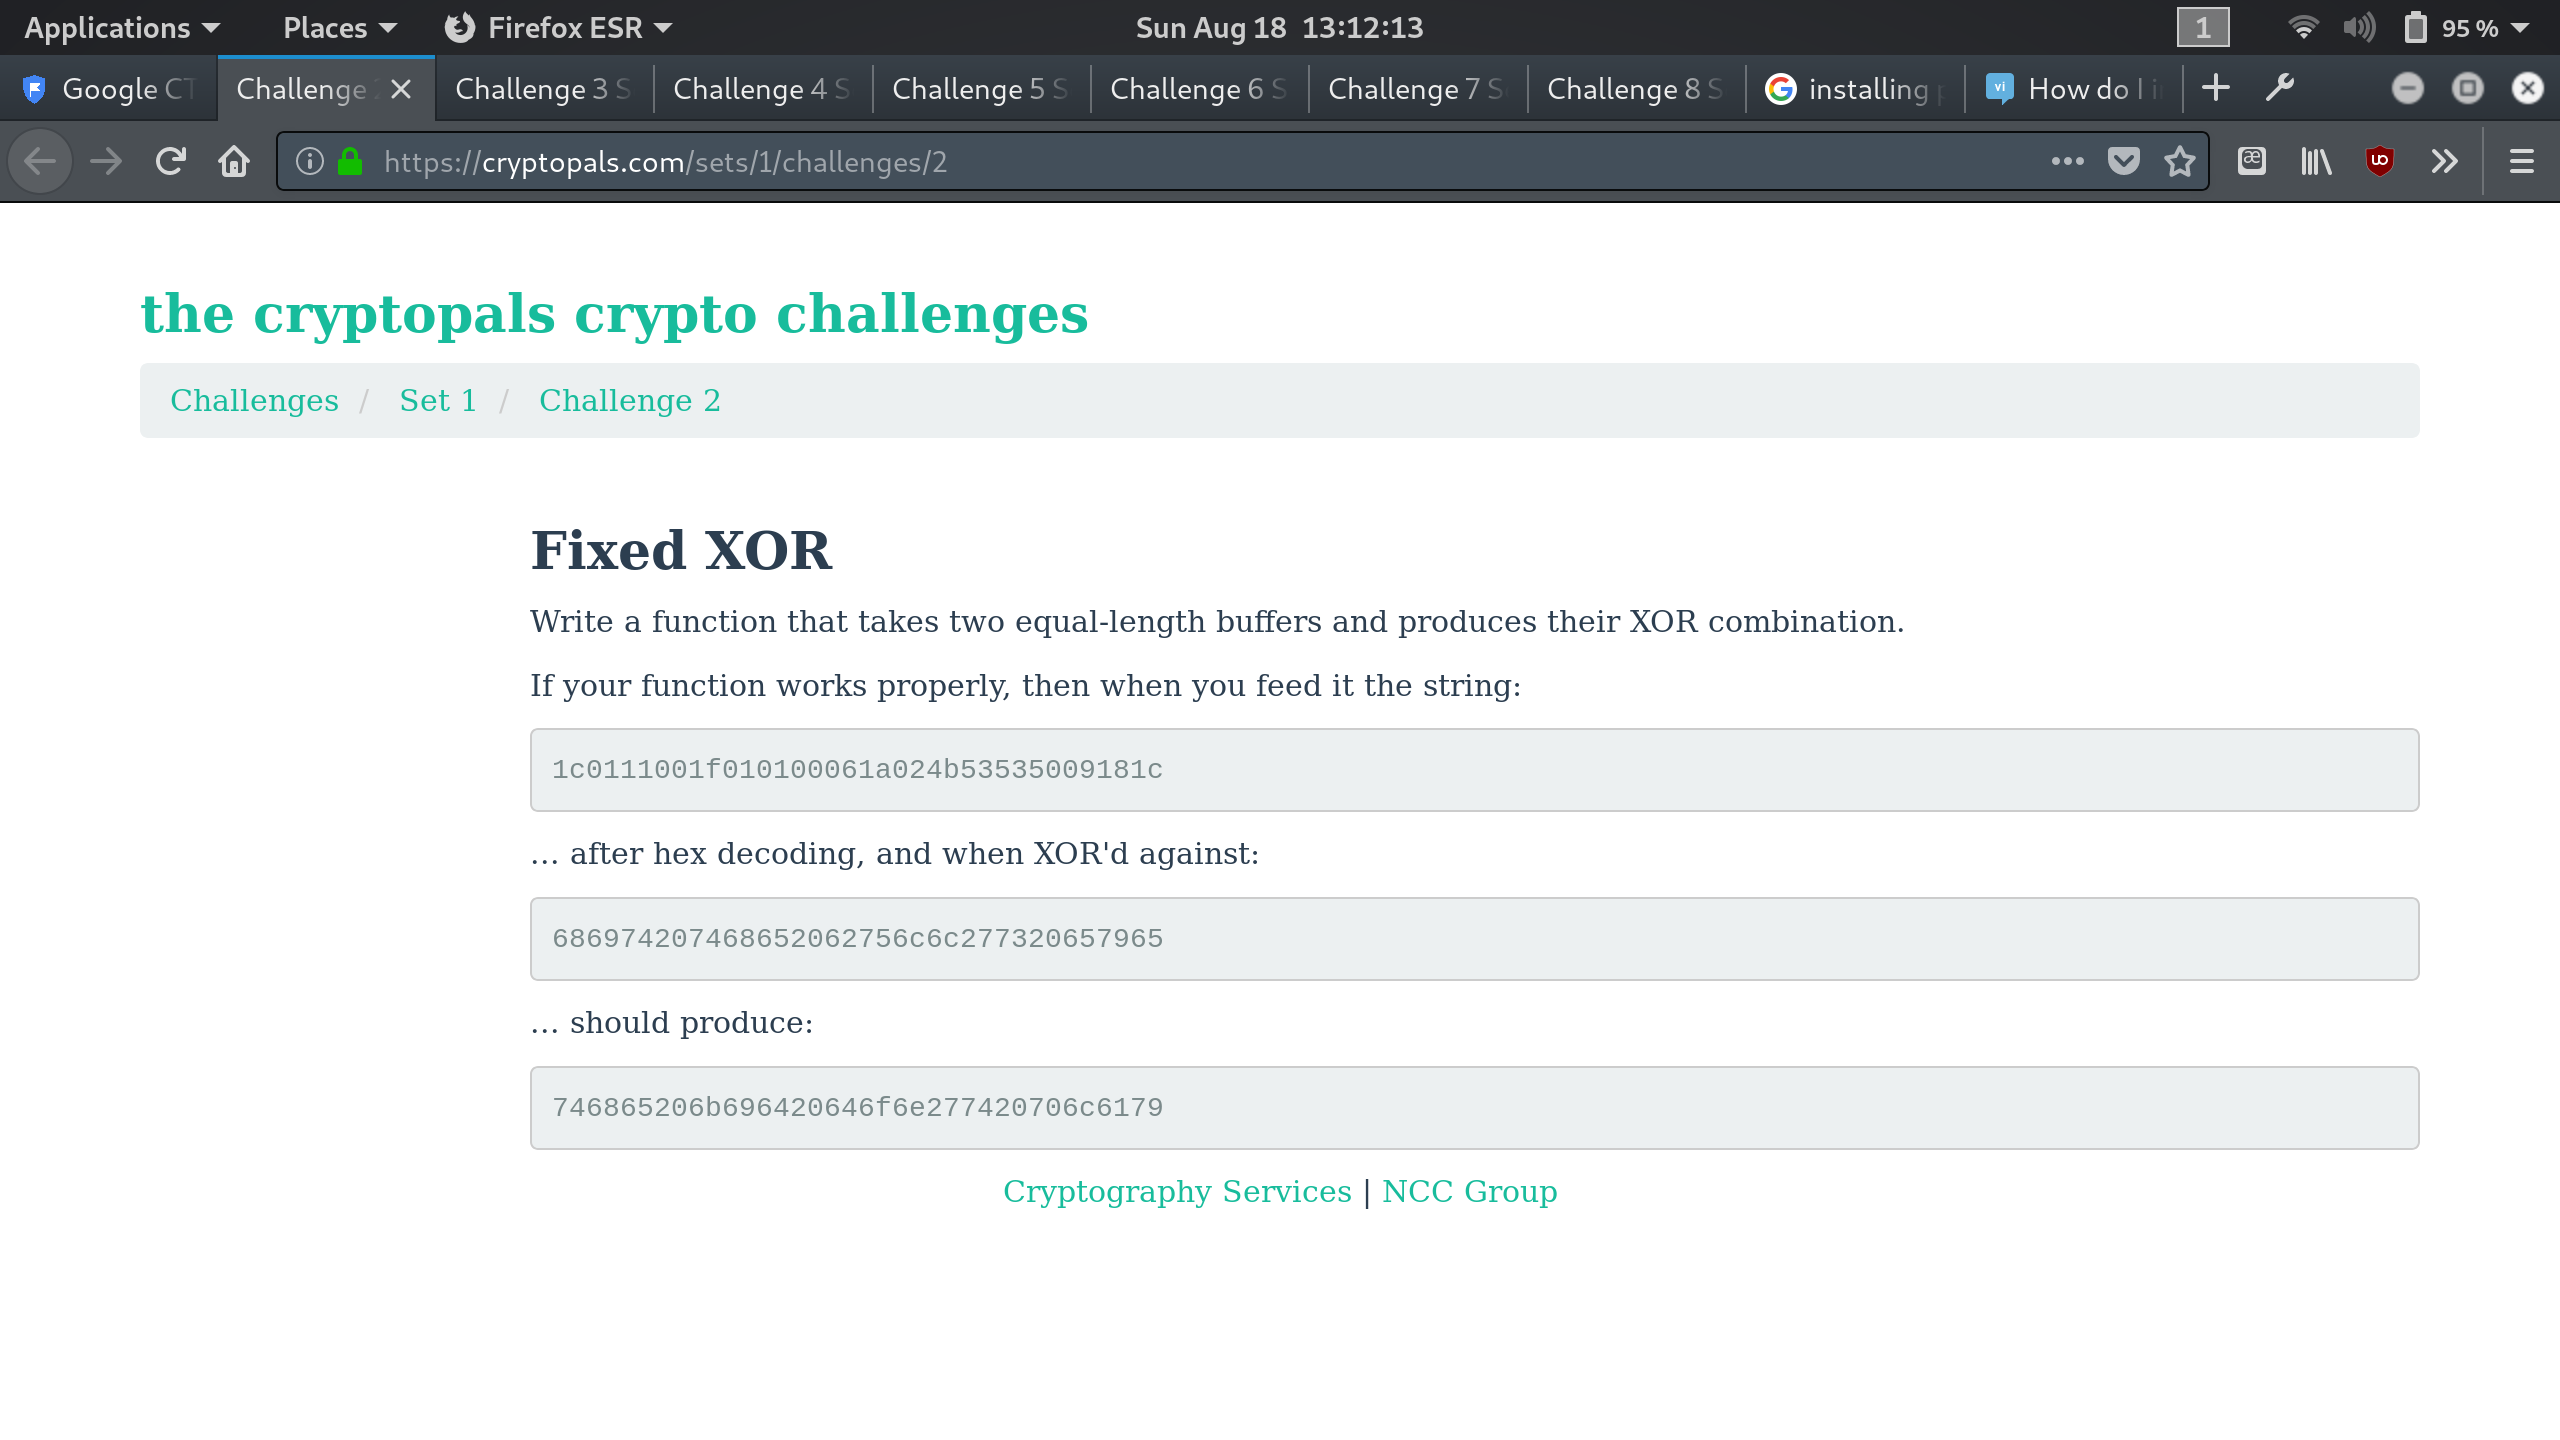 Applications Places Firefox ESR Sun Aug 18 13:12:13 1 95 %
Google CT Challenge 2 Challenge 3 S Challenge 4 S Challenge 5 S Challenge 6 S Challenge 7 S Challenge 8 S installing How do I i
https://cryptopals.com/sets/1/challenges/2
the cryptopals crypto challenges
Challenges / Set 1 / Challenge 2
Fixed XOR
Write a function that takes two equal-length buffers and produces their XOR combination.
If your function works properly, then when you feed it the string:
1c0111001f010100061a024b53535009181c
... after hex decoding, and when XOR'd against:
686974207468652062756c6c277320657965
... should produce:
746865206b696420646f6e277420706c6179
Cryptography Services | NCC Group